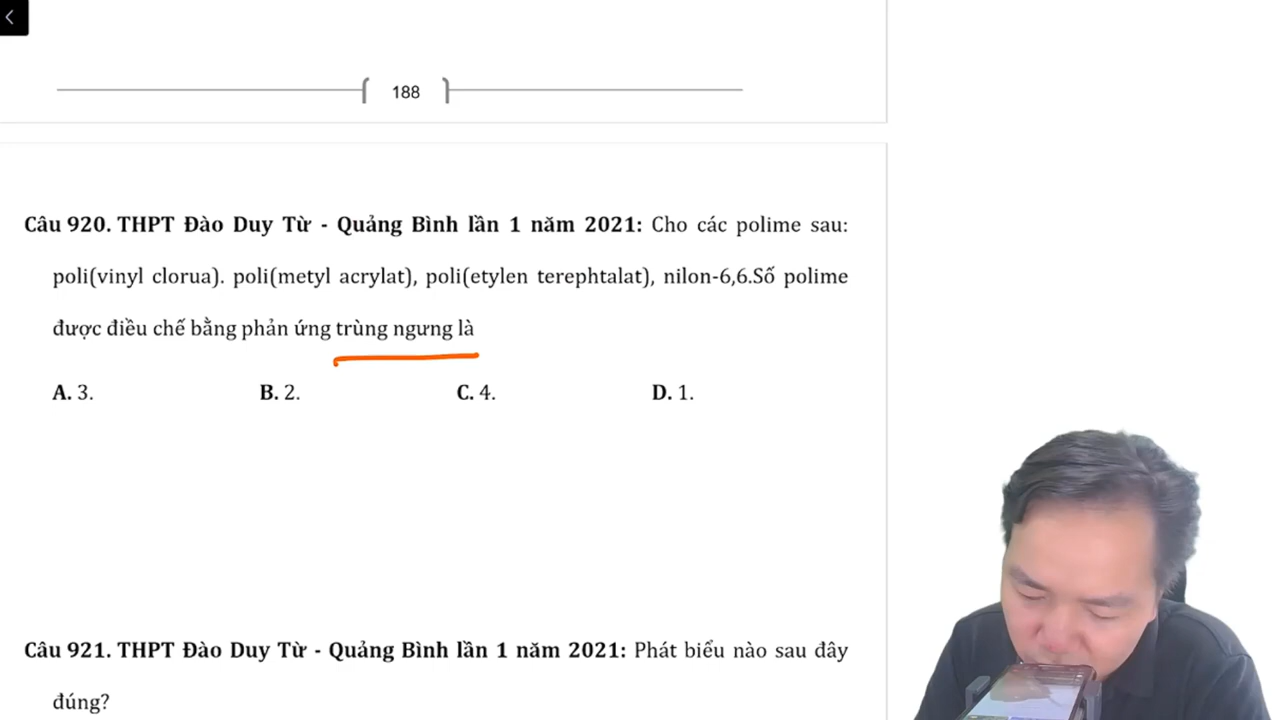 188
Câu 920. THPT Đào Duy Từ - Quảng Bình lần 1 năm 2021: Cho các polime sau:
poli(vinyl clorua). poli(metyl acrylat), poli(etylen terephtalat), nilon-6,6.Số polime
được điều chế bằng phản ứng trùng ngưng là
A. 3. B. 2. C. 4. D. 1.
Câu 921. THPT Đào Duy Từ - Quảng Bình lần 1 năm 2021: Phát biểu nào sau đây
đúng?